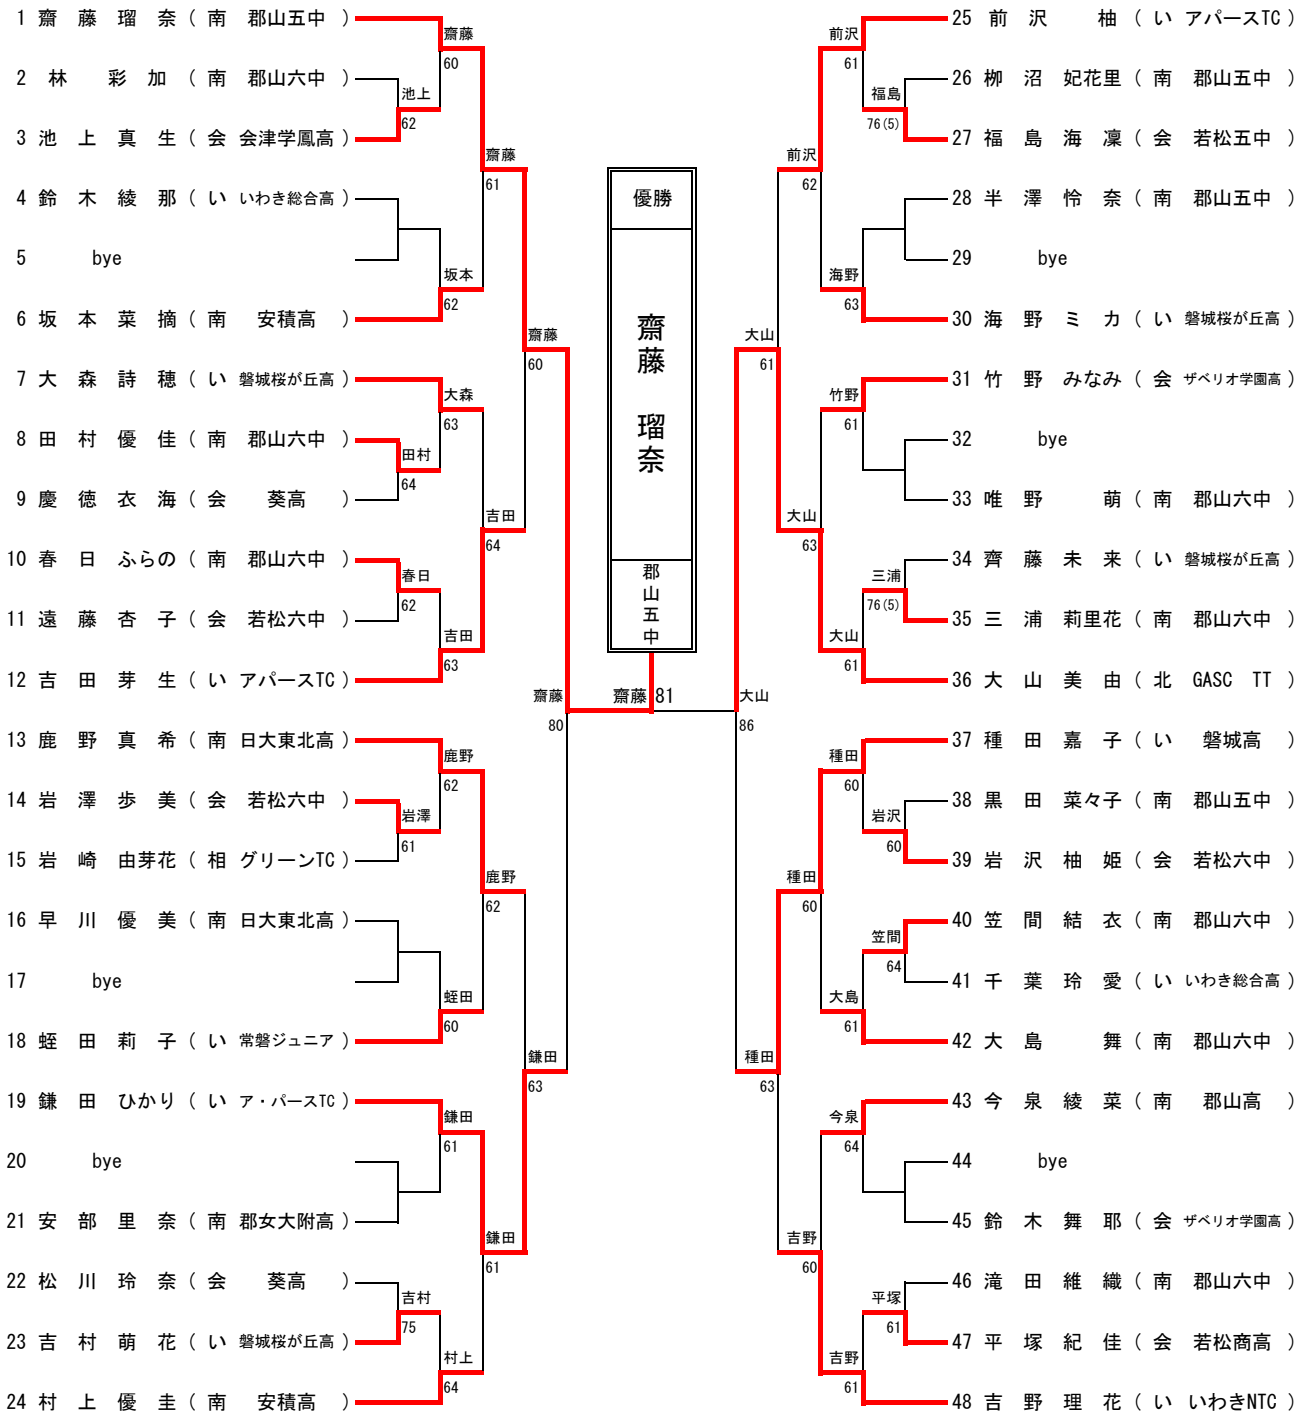 1 齋 藤 瑠 奈 ( 南 郡山五中 )
2 林 彩 加 ( 南 郡山六中 )
3 池 上 真 生 ( 会 会津学鳳高 )
4 鈴 木 綾 那 ( い いわき総合高 )
5 bye
6 坂 本 菜 摘 ( 南 安積高 )
7 大 森 詩 穂 ( い 磐城桜が丘高 )
8 田 村 優 佳 ( 南 郡山六中 )
9 慶 徳 衣 海 ( 会 葵高 )
10 春 日 ふらの ( 南 郡山六中 )
11 遠 藤 杏 子 ( 会 若松六中 )
12 吉 田 芽 生 ( い アパースTC )
13 鹿 野 真 希 ( 南 日大東北高 )
14 岩 澤 歩 美 ( 会 若松六中 )
15 岩 崎 由芽花 ( 相 グリーンTC )
16 早 川 優 美 ( 南 日大東北高 )
17 bye
18 蛭 田 莉 子 ( い 常磐ジュニア )
19 鎌 田 ひかり ( い ア・パースTC )
20 bye
21 安 部 里 奈 ( 南 郡女大附高 )
22 松 川 玲 奈 ( 会 葵高 )
23 吉 村 萌 花 ( い 磐城桜が丘高 )
24 村 上 優 圭 ( 南 安積高 )
池上
62
田村
64
春日
62
岩澤
61
吉村
75
齋藤
60
坂本
62
大森
63
吉田
63
鹿野
62
蛭田
60
鎌田
61
村上
64
齋藤
61
吉田
64
鹿野
62
鎌田
61
齋藤
60
鎌田
63
齋藤
80
優勝
齋藤 瑠奈
郡山五中
齋藤 81
大山
86
大山
61
種田
63
前沢
62
大山
63
種田
60
吉野
60
前沢
61
海野
63
竹野
61
大山
61
種田
60
大島
61
今泉
64
吉野
61
福島
76(5)
三浦
76(5)
岩沢
60
笠間
64
平塚
61
25 前 沢 柚 ( い アパースTC )
26 栁 沼 妃花里 ( 南 郡山五中 )
27 福 島 海 凜 ( 会 若松五中 )
28 半 澤 怜 奈 ( 南 郡山五中 )
29 bye
30 海 野 ミ カ ( い 磐城桜が丘高 )
31 竹 野 みなみ ( 会 ザベリオ学園高 )
32 bye
33 唯 野 萌 ( 南 郡山六中 )
34 齊 藤 未 来 ( い 磐城桜が丘高 )
35 三 浦 莉里花 ( 南 郡山六中 )
36 大 山 美 由 ( 北 GASC TT )
37 種 田 嘉 子 ( い 磐城高 )
38 黒 田 菜々子 ( 南 郡山五中 )
39 岩 沢 柚 姫 ( 会 若松六中 )
40 笠 間 結 衣 ( 南 郡山六中 )
41 千 葉 玲 愛 ( い いわき総合高 )
42 大 島 舞 ( 南 郡山六中 )
43 今 泉 綾 菜 ( 南 郡山高 )
44 bye
45 鈴 木 舞 耶 ( 会 ザベリオ学園高 )
46 滝 田 維 織 ( 南 郡山六中 )
47 平 塚 紀 佳 ( 会 若松商高 )
48 吉 野 理 花 ( い いわきNTC )